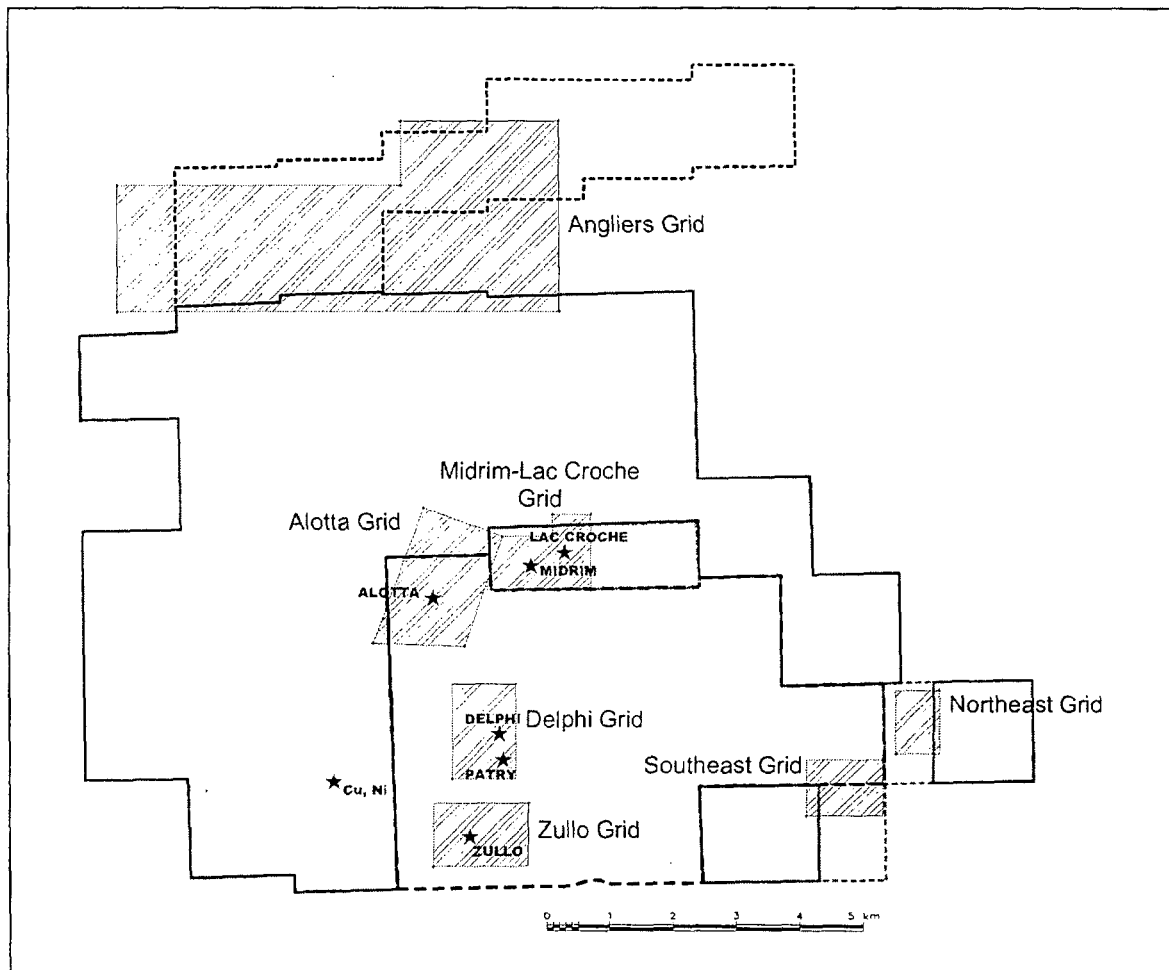 Angliers Grid
Midrim-Lac Croche
Grid
Alotta Grid
LAC CROCHE
MIDRIM
ALOTTA
Northeast Grid
DELPHI
Delphi Grid
PATRY
Southeast Grid
Cu, Ni
Zullo Grid
ZULLO
0 1 2 3 4 5 km